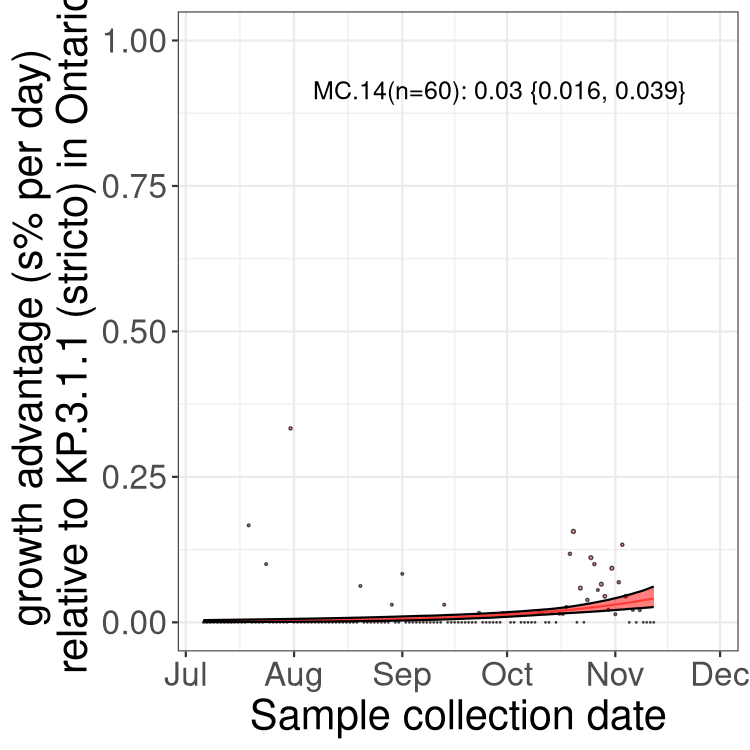 growth advantage (s% per day)
relative to KP.3.1.1 (stricto) in Ontario
1.00
0.75
0.50
0.25
0.00
MC.14(n=60): 0.03 {0.016, 0.039}
Jul Aug Sep Oct Nov Dec
Sample collection date